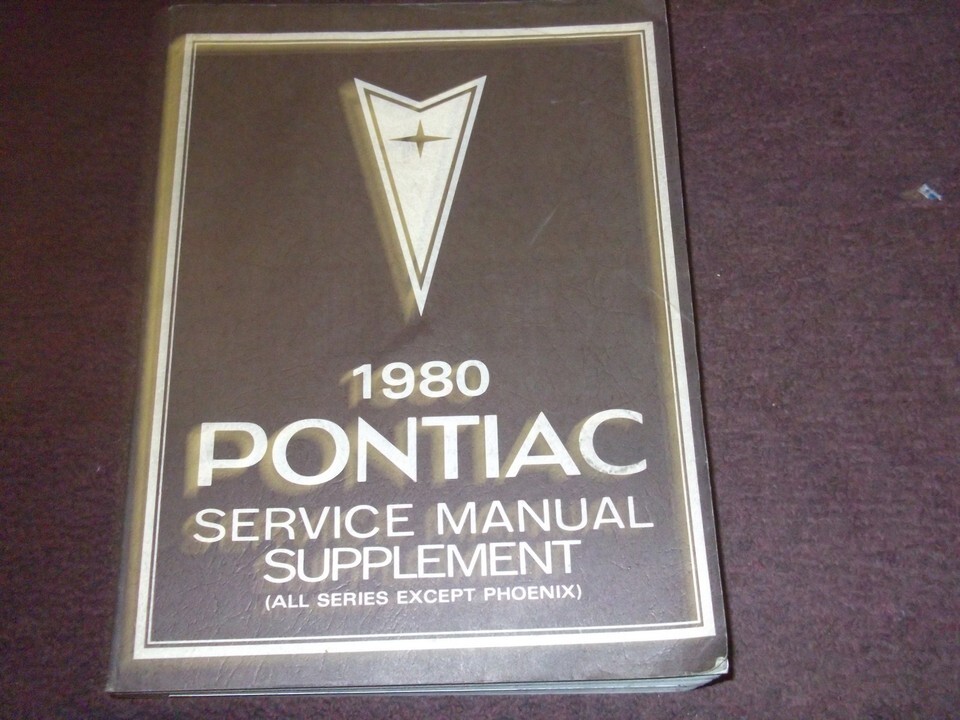 1980
PONTIAC
SERVICE MANUAL
SUPPLEMENT
(ALL SERIES EXCEPT PHOENIX)